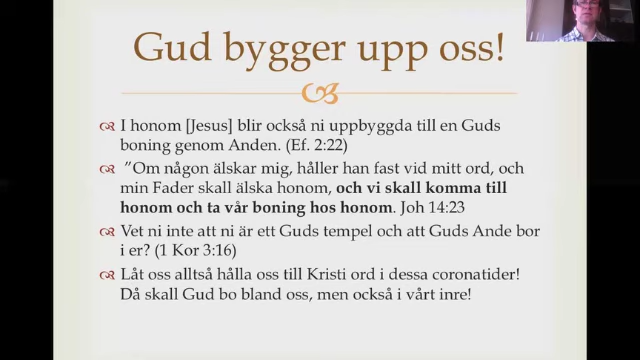 Gud bygger upp oss!
I honom [Jesus] blir också ni uppbyggda till en Guds
boning genom Anden. (Ef. 2:22)
”Om någon älskar mig, håller han fast vid mitt ord, och
min Fader skall älska honom, och vi skall komma till
honom och ta vår boning hos honom. Joh 14:23
Vet ni inte att ni är ett Guds tempel och att Guds Ande bor
i er? (1 Kor 3:16)
Låt oss alltså hålla oss till Kristi ord i dessa coronatider!
Då skall Gud bo bland oss, men också i vårt inre!